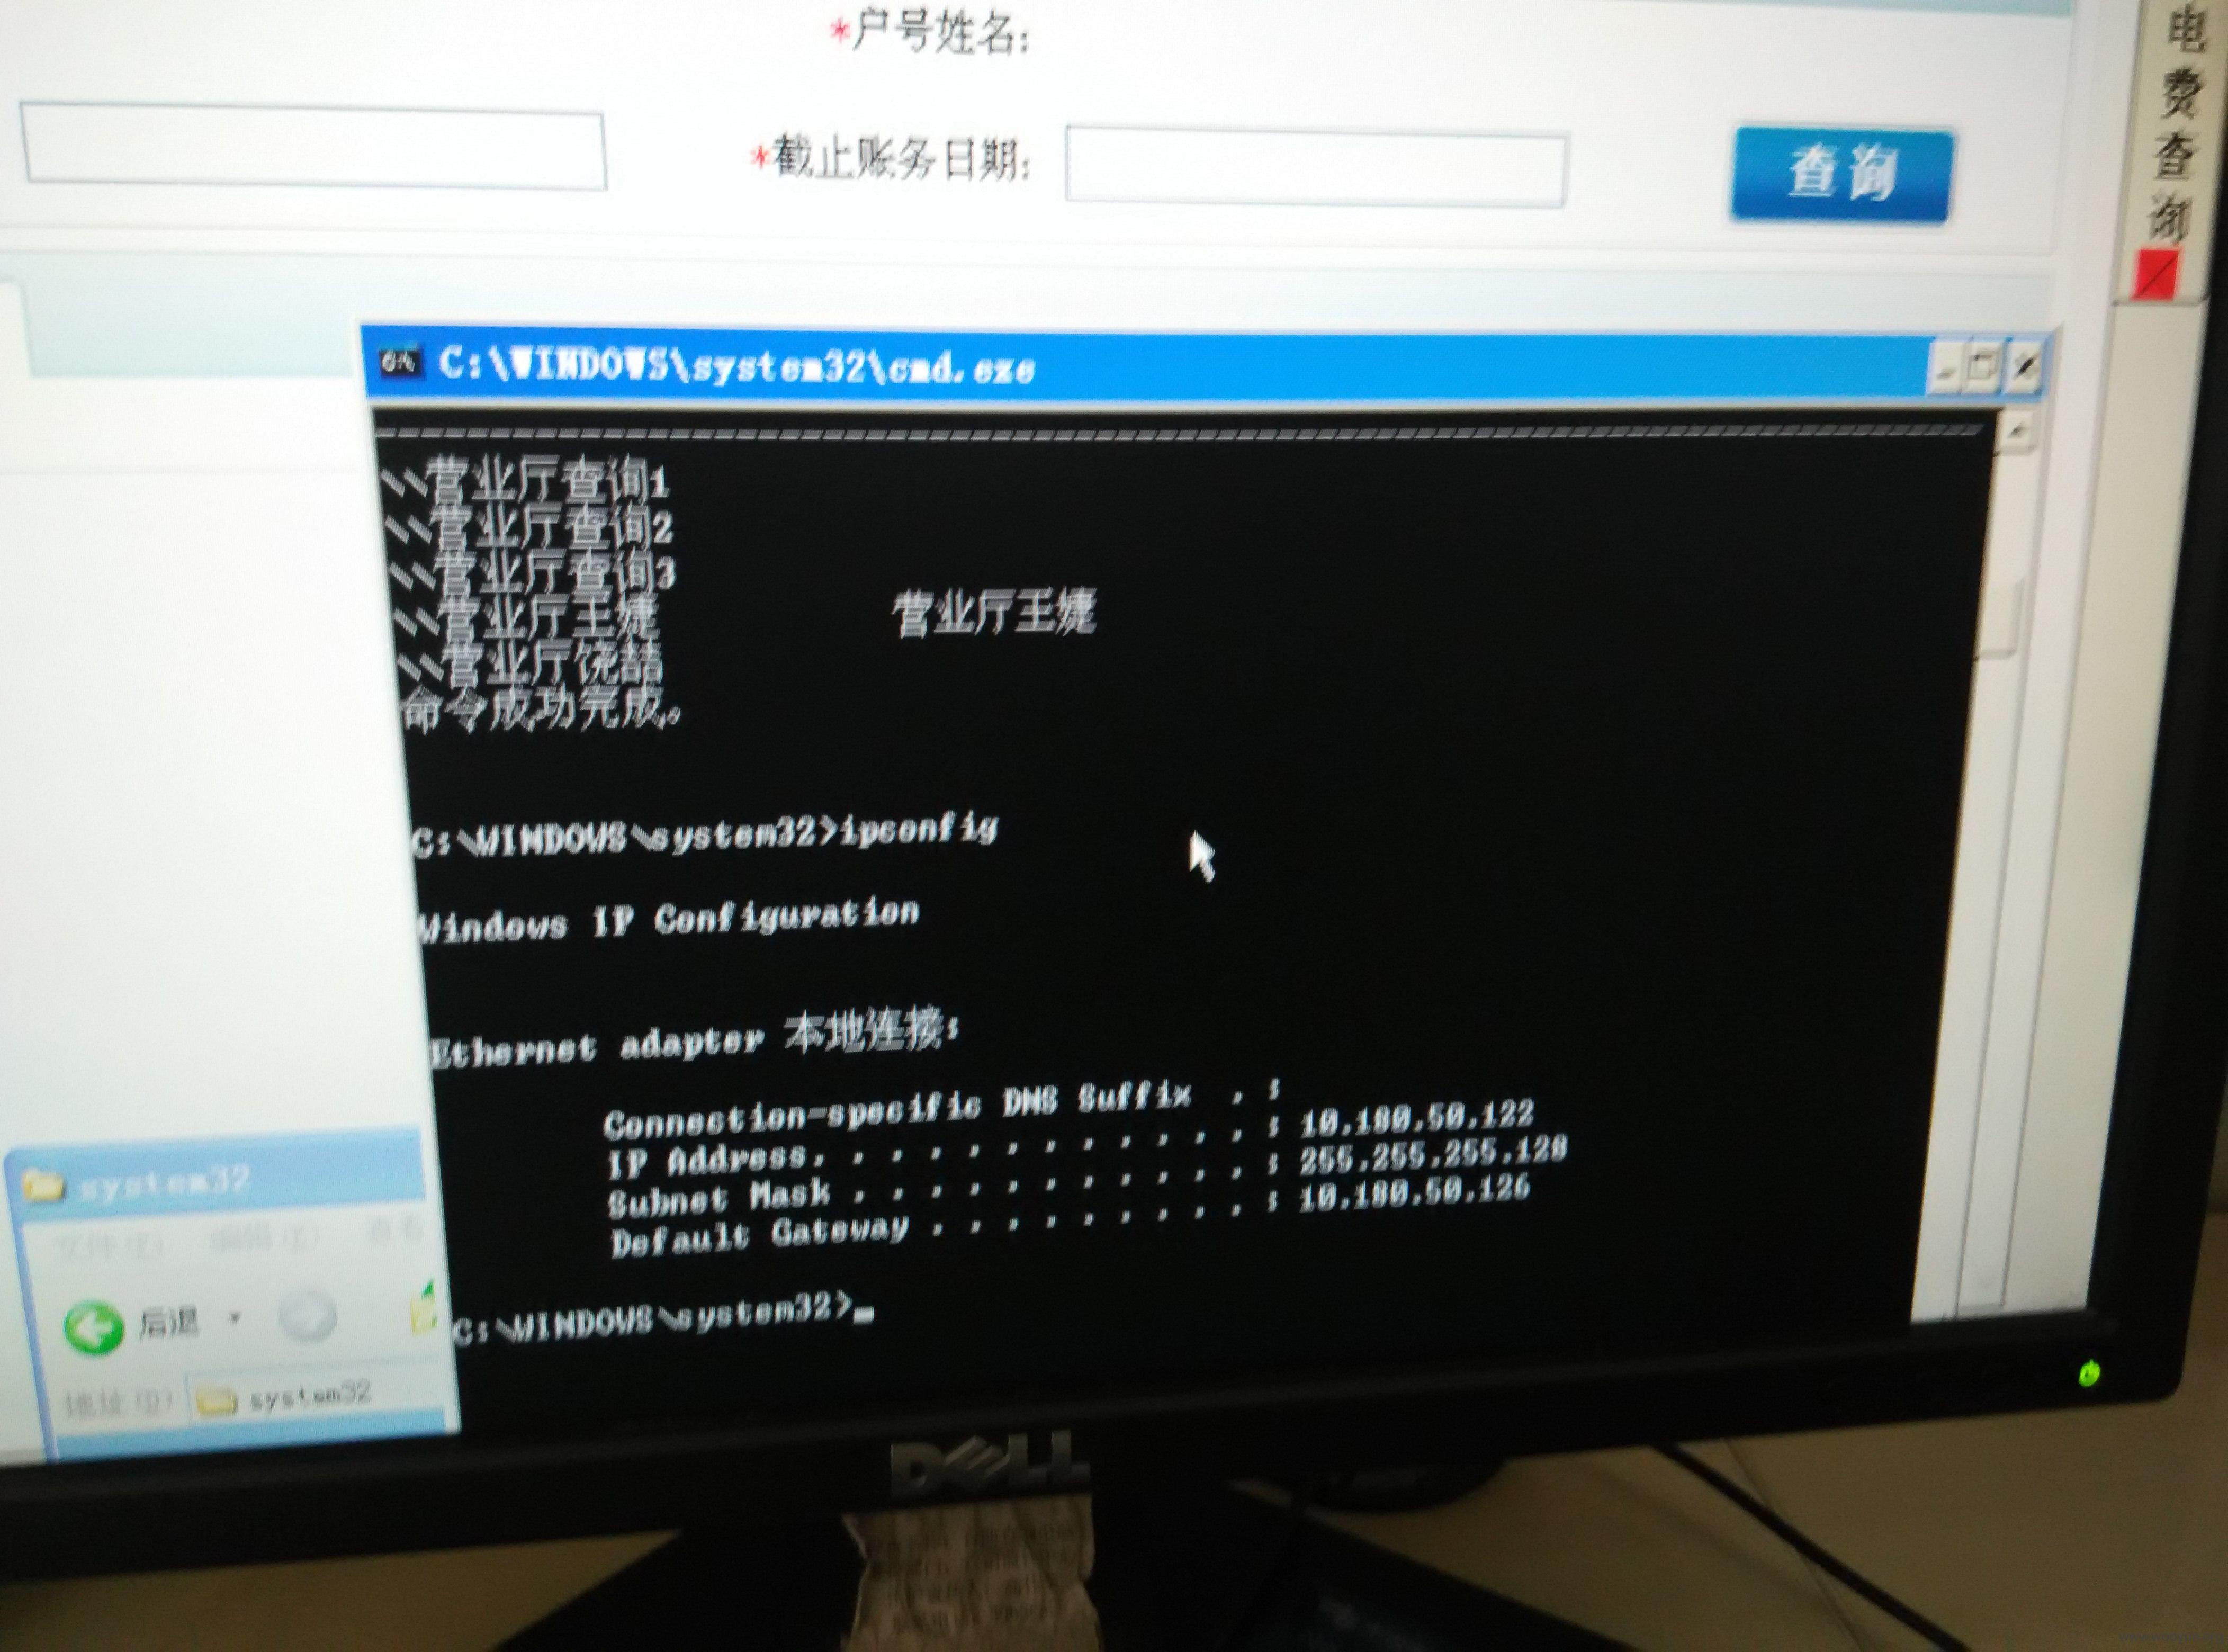 *户号姓名:
*截止账务日期:
查询
电费查询
C:\WINDOWS\system32\cmd.exe
\\营业厅查询1
\\营业厅查询2
\\营业厅查询3
\\营业厅王婕 营业厅王婕
\\营业厅饶喆
命令成功完成。
C:\WINDOWS\system32>ipconfig
Windows IP Configuration
Ethernet adapter 本地连接:
Connection-specific DNS Suffix . :
IP Address. . . . . . . . . . . . : 10.180.50.122
Subnet Mask . . . . . . . . . . . : 255.255.255.128
Default Gateway . . . . . . . . . : 10.180.50.126
C:\WINDOWS\system32>_
system32
文件(F) 编辑(E) 查看
后退
地址(D) system32
DELL